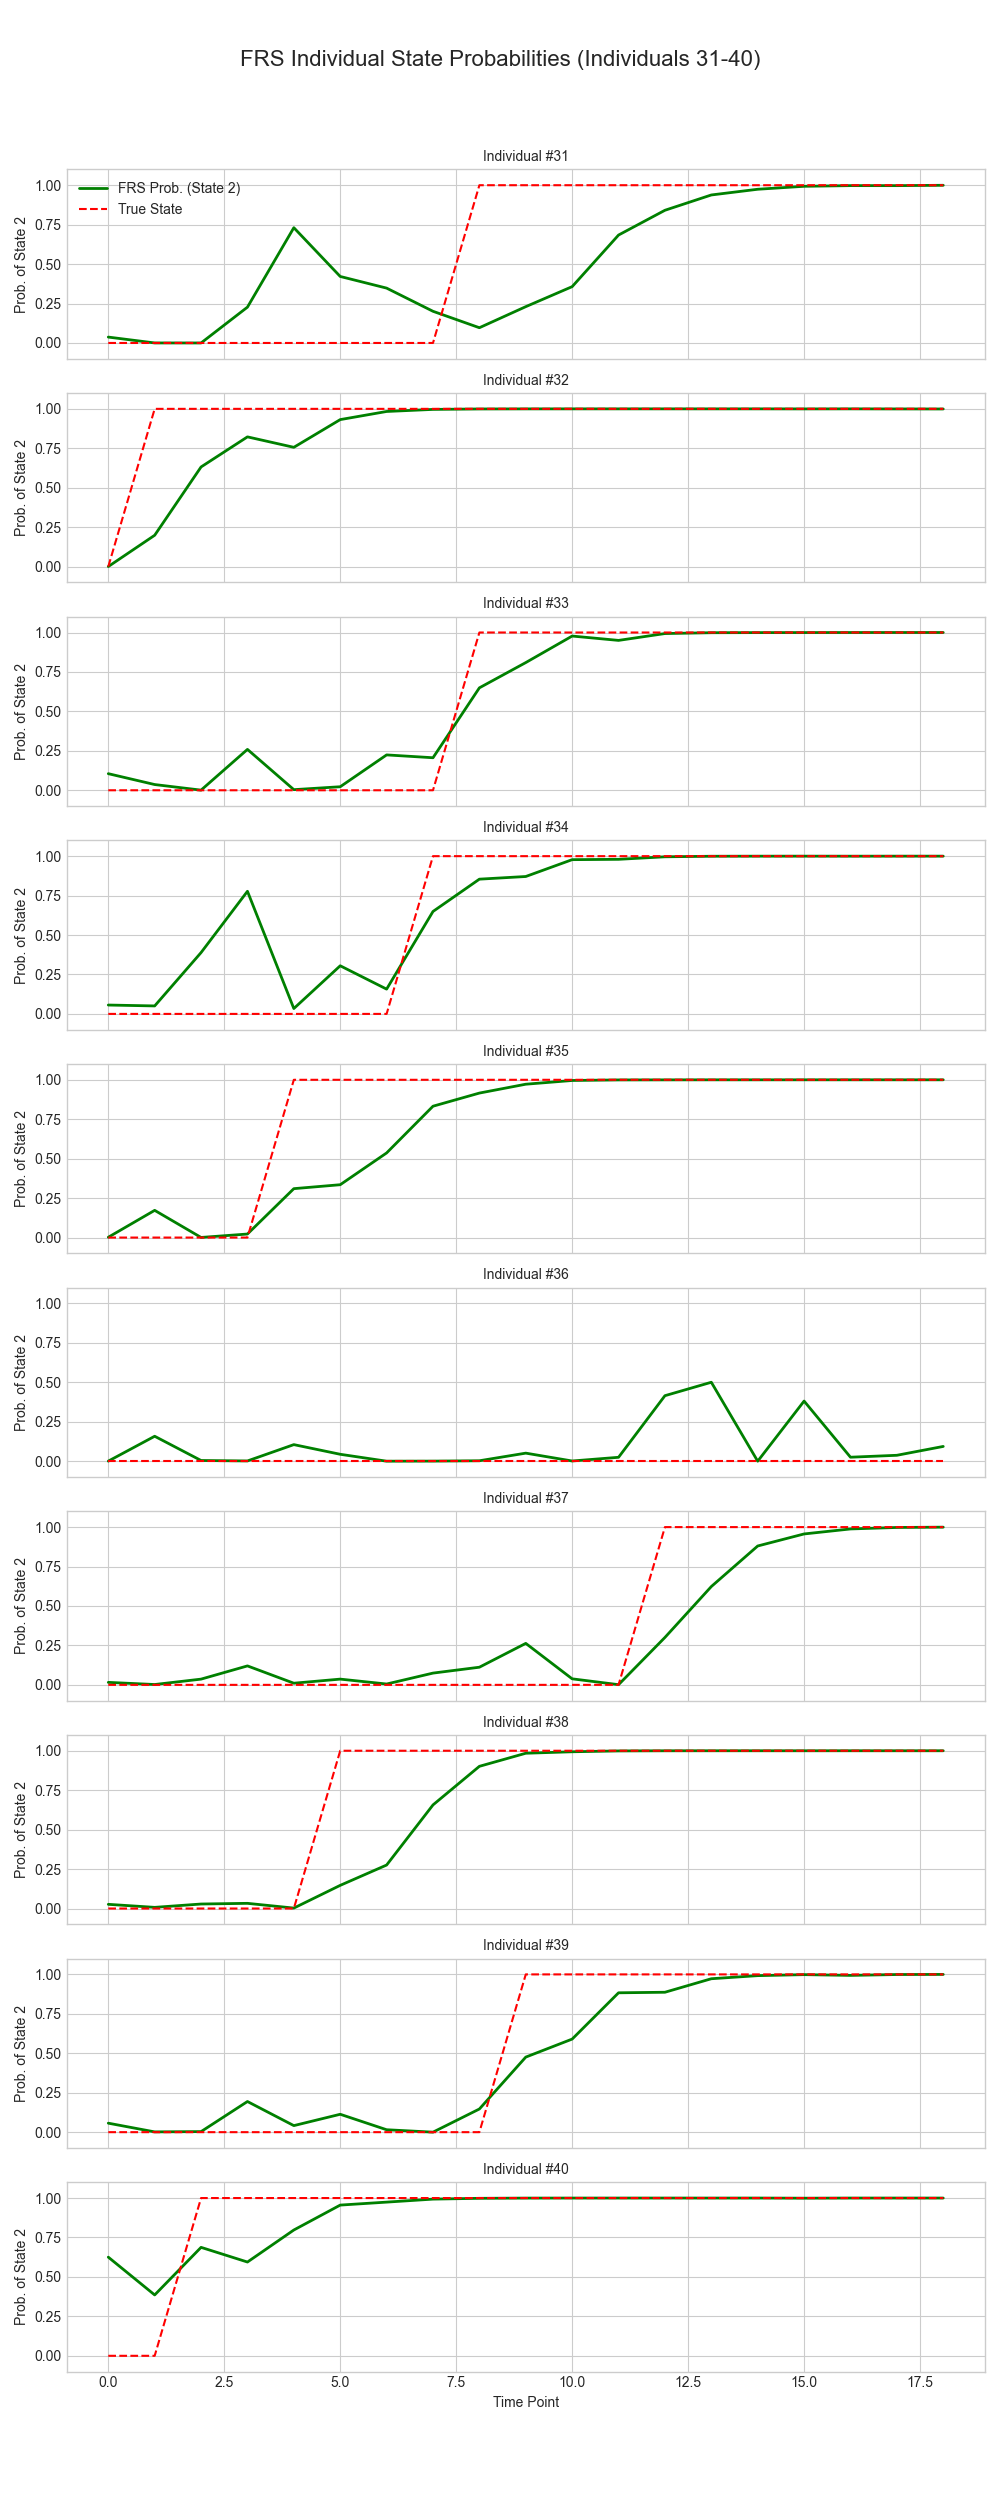 FRS Individual State Probabilities (Individuals 31-40)
Individual #31
1.00
0.75
0.50
0.25
0.00
Prob. of State 2
FRS Prob. (State 2)
True State
Individual #32
1.00
0.75
0.50
0.25
0.00
Prob. of State 2
Individual #33
1.00
0.75
0.50
0.25
0.00
Prob. of State 2
Individual #34
1.00
0.75
0.50
0.25
0.00
Prob. of State 2
Individual #35
1.00
0.75
0.50
0.25
0.00
Prob. of State 2
Individual #36
1.00
0.75
0.50
0.25
0.00
Prob. of State 2
Individual #37
1.00
0.75
0.50
0.25
0.00
Prob. of State 2
Individual #38
1.00
0.75
0.50
0.25
0.00
Prob. of State 2
Individual #39
1.00
0.75
0.50
0.25
0.00
Prob. of State 2
Individual #40
1.00
0.75
0.50
0.25
0.00
Prob. of State 2
0.0 2.5 5.0 7.5 10.0 12.5 15.0 17.5
Time Point